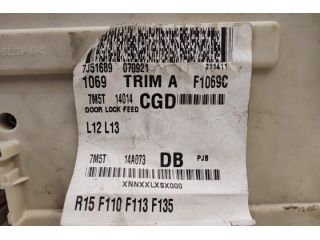 7J51689 070921 211411
1069 TRIM A F1069C
7M5T 14014 CGD
DOOR LOCK FEED
L12 L13
7M5T 14A073 DB PJB
XNNXXLXSX000
R15 F110 F113 F135